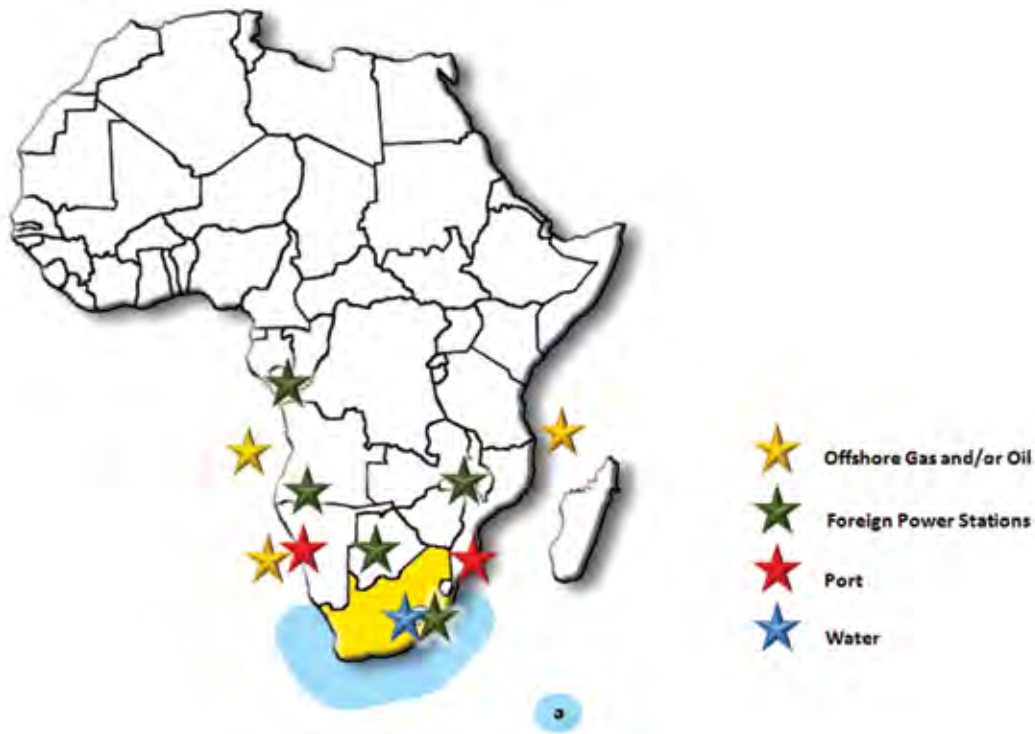 Offshore Gas and/or Oil
Foreign Power Stations
Port
Water
a